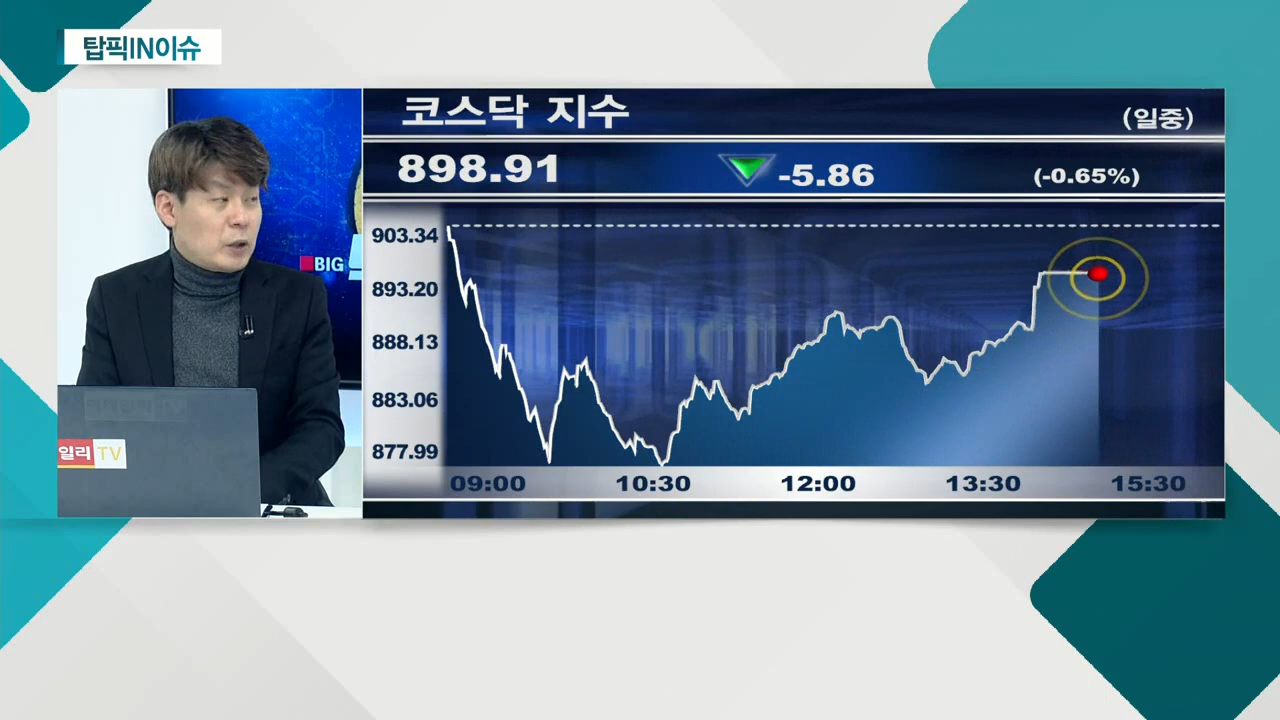 탑픽IN이슈
코스닥 지수
(일중)
898.91
-5.86
(-0.65%)
903.34
893.20
888.13
883.06
877.99
09:00
10:30
12:00
13:30
15:30
BIG
일리TV